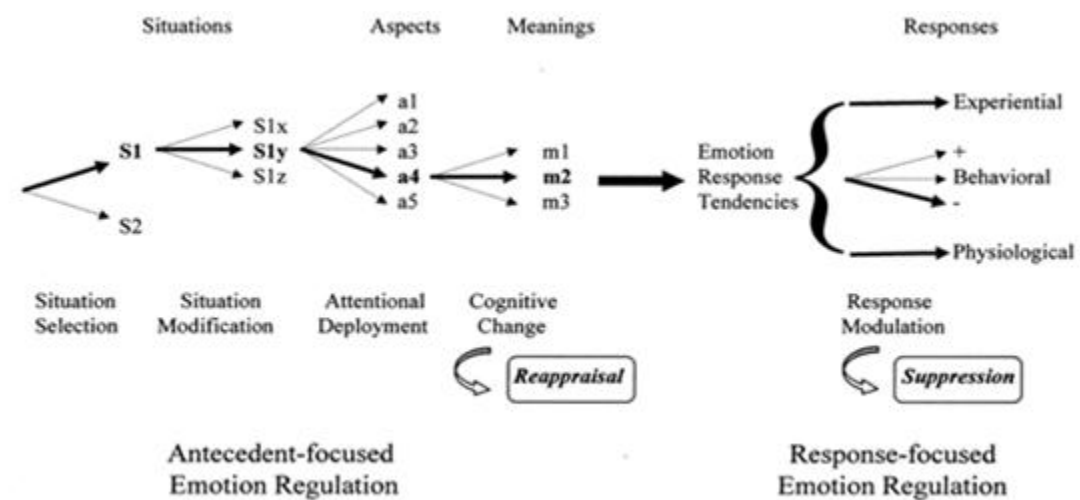 Situations Aspects Meanings Responses
a1 Experiential
a2
S1x m1 Emotion +
S1 S1y a3 m2 Response Behavioral
S1z a4 m3 Tendencies -
a5
S2 Physiological
Situation Situation Attentional Cognitive Response
Selection Modification Deployment Change Modulation
Reappraisal Suppression
Antecedent-focused Response-focused
Emotion Regulation Emotion Regulation